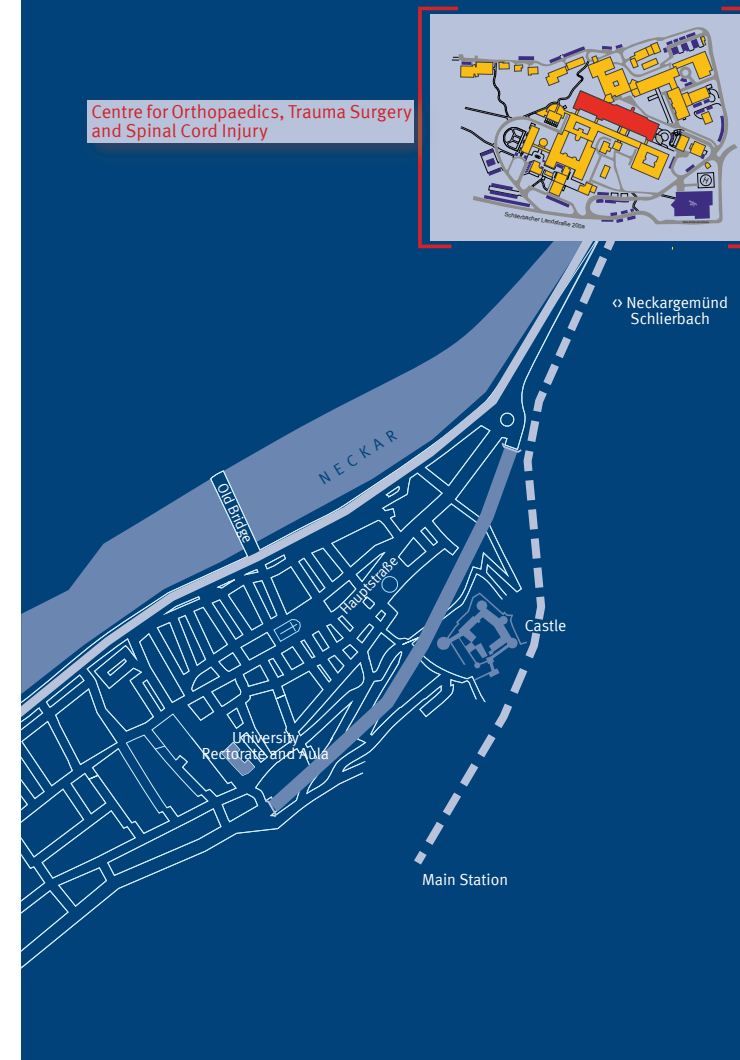 Centre for Orthopaedics, Trauma Surgery
and Spinal Cord Injury
Schlierbacher Landstraße 200a
‹› Neckargemünd
Schlierbach
NECKAR
Old Bridge
Hauptstraße
Castle
University
Rectorate and Aula
Main Station